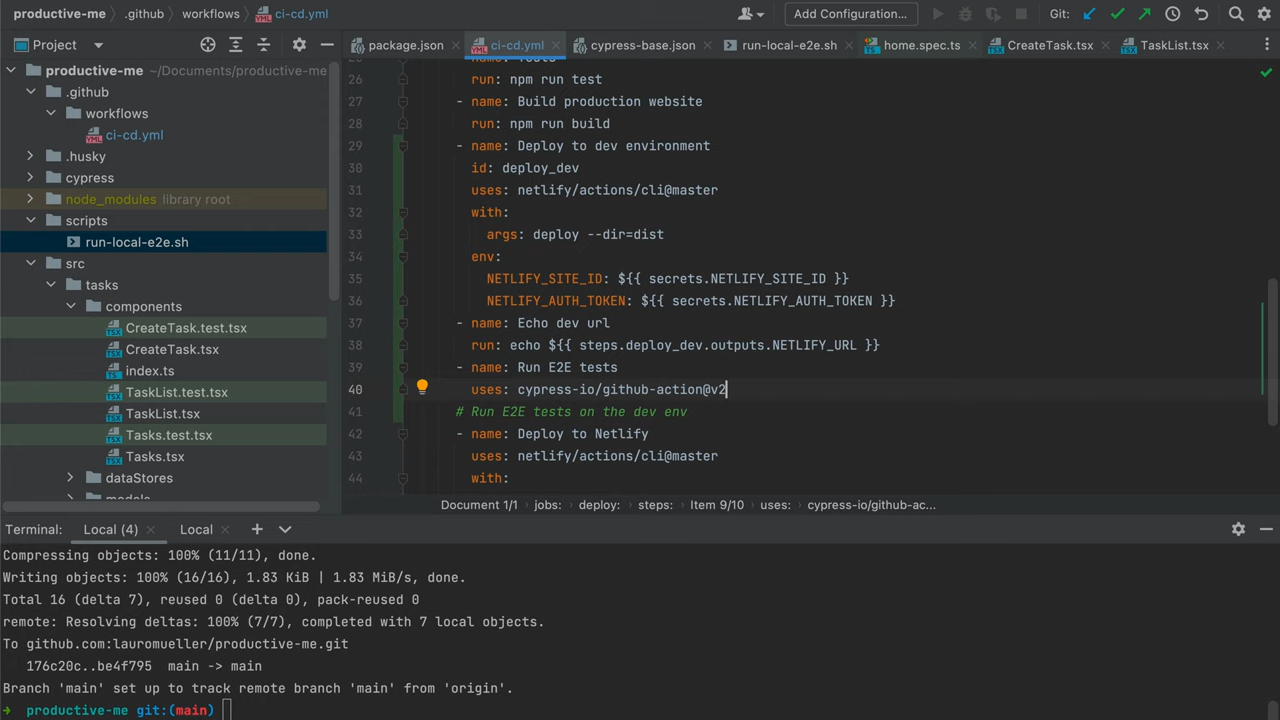 productive-me
.github
workflows
ci-cd.yml
Add Configuration...
Git:
Project
package.json
ci-cd.yml
cypress-base.json
run-local-e2e.sh
home.spec.ts
CreateTask.tsx
TaskList.tsx
productive-me ~/Documents/productive-me
.github
workflows
ci-cd.yml
.husky
cypress
node_modules library root
scripts
run-local-e2e.sh
src
tasks
components
CreateTask.test.tsx
CreateTask.tsx
index.ts
TaskList.test.tsx
TaskList.tsx
Tasks.test.tsx
Tasks.tsx
dataStores
models
25 - name: Tests
26 run: npm run test
27 - name: Build production website
28 run: npm run build
29 - name: Deploy to dev environment
30 id: deploy_dev
31 uses: netlify/actions/cli@master
32 with:
33 args: deploy --dir=dist
34 env:
35 NETLIFY_SITE_ID: ${{ secrets.NETLIFY_SITE_ID }}
36 NETLIFY_AUTH_TOKEN: ${{ secrets.NETLIFY_AUTH_TOKEN }}
37 - name: Echo dev url
38 run: echo ${{ steps.deploy_dev.outputs.NETLIFY_URL }}
39 - name: Run E2E tests
40 uses: cypress-io/github-action@v2
41 # Run E2E tests on the dev env
42 - name: Deploy to Netlify
43 uses: netlify/actions/cli@master
44 with:
Document 1/1 › jobs: › deploy: › steps: › Item 9/10 › uses: › cypress-io/github-ac...
Terminal: Local (4) Local
Compressing objects: 100% (11/11), done.
Writing objects: 100% (16/16), 1.83 KiB | 1.83 MiB/s, done.
Total 16 (delta 7), reused 0 (delta 0), pack-reused 0
remote: Resolving deltas: 100% (7/7), completed with 7 local objects.
To github.com:lauromueller/productive-me.git
176c20c..be4f795 main -> main
Branch 'main' set up to track remote branch 'main' from 'origin'.
➜ productive-me git:(main)